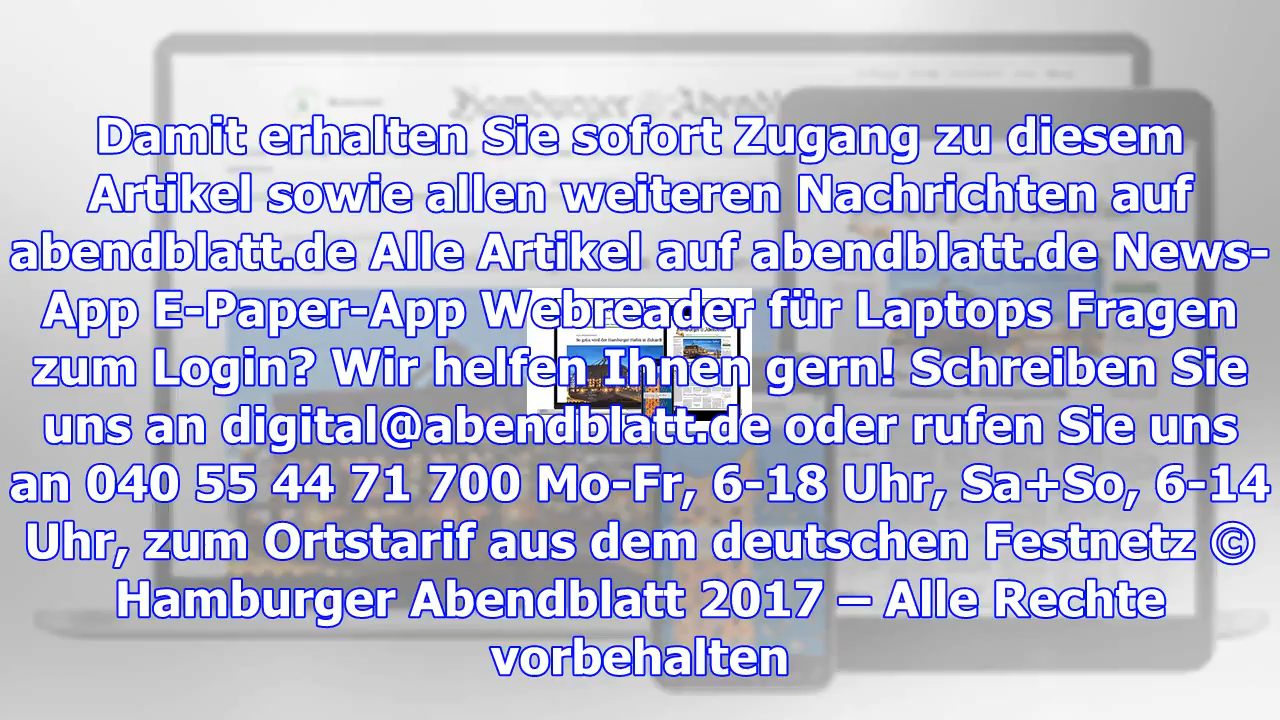 Damit erhalten Sie sofort Zugang zu diesem
Artikel sowie allen weiteren Nachrichten auf
abendblatt.de Alle Artikel auf abendblatt.de News-
App E-Paper-App Webreader für Laptops Fragen
zum Login? Wir helfen Ihnen gern! Schreiben Sie
uns an digital@abendblatt.de oder rufen Sie uns
an 040 55 44 71 700 Mo-Fr, 6-18 Uhr, Sa+So, 6-14
Uhr, zum Ortstarif aus dem deutschen Festnetz ©
Hamburger Abendblatt 2017 – Alle Rechte
vorbehalten